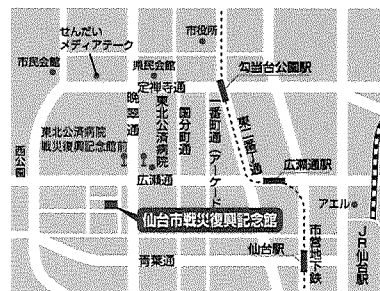 市役所
せんだい
メディアテーク
市民会館
県民会館
勾当台公園駅
定禅寺通
晩翠通
東北公済病院
国分町通
一番町通(アーケード)
東二番丁通
東北公済病院
戦災復興記念館前
西公園
広瀬通
広瀬通駅
アエル
仙台市戦災復興記念館
仙台駅
市営地下鉄
JR仙台駅
青葉通